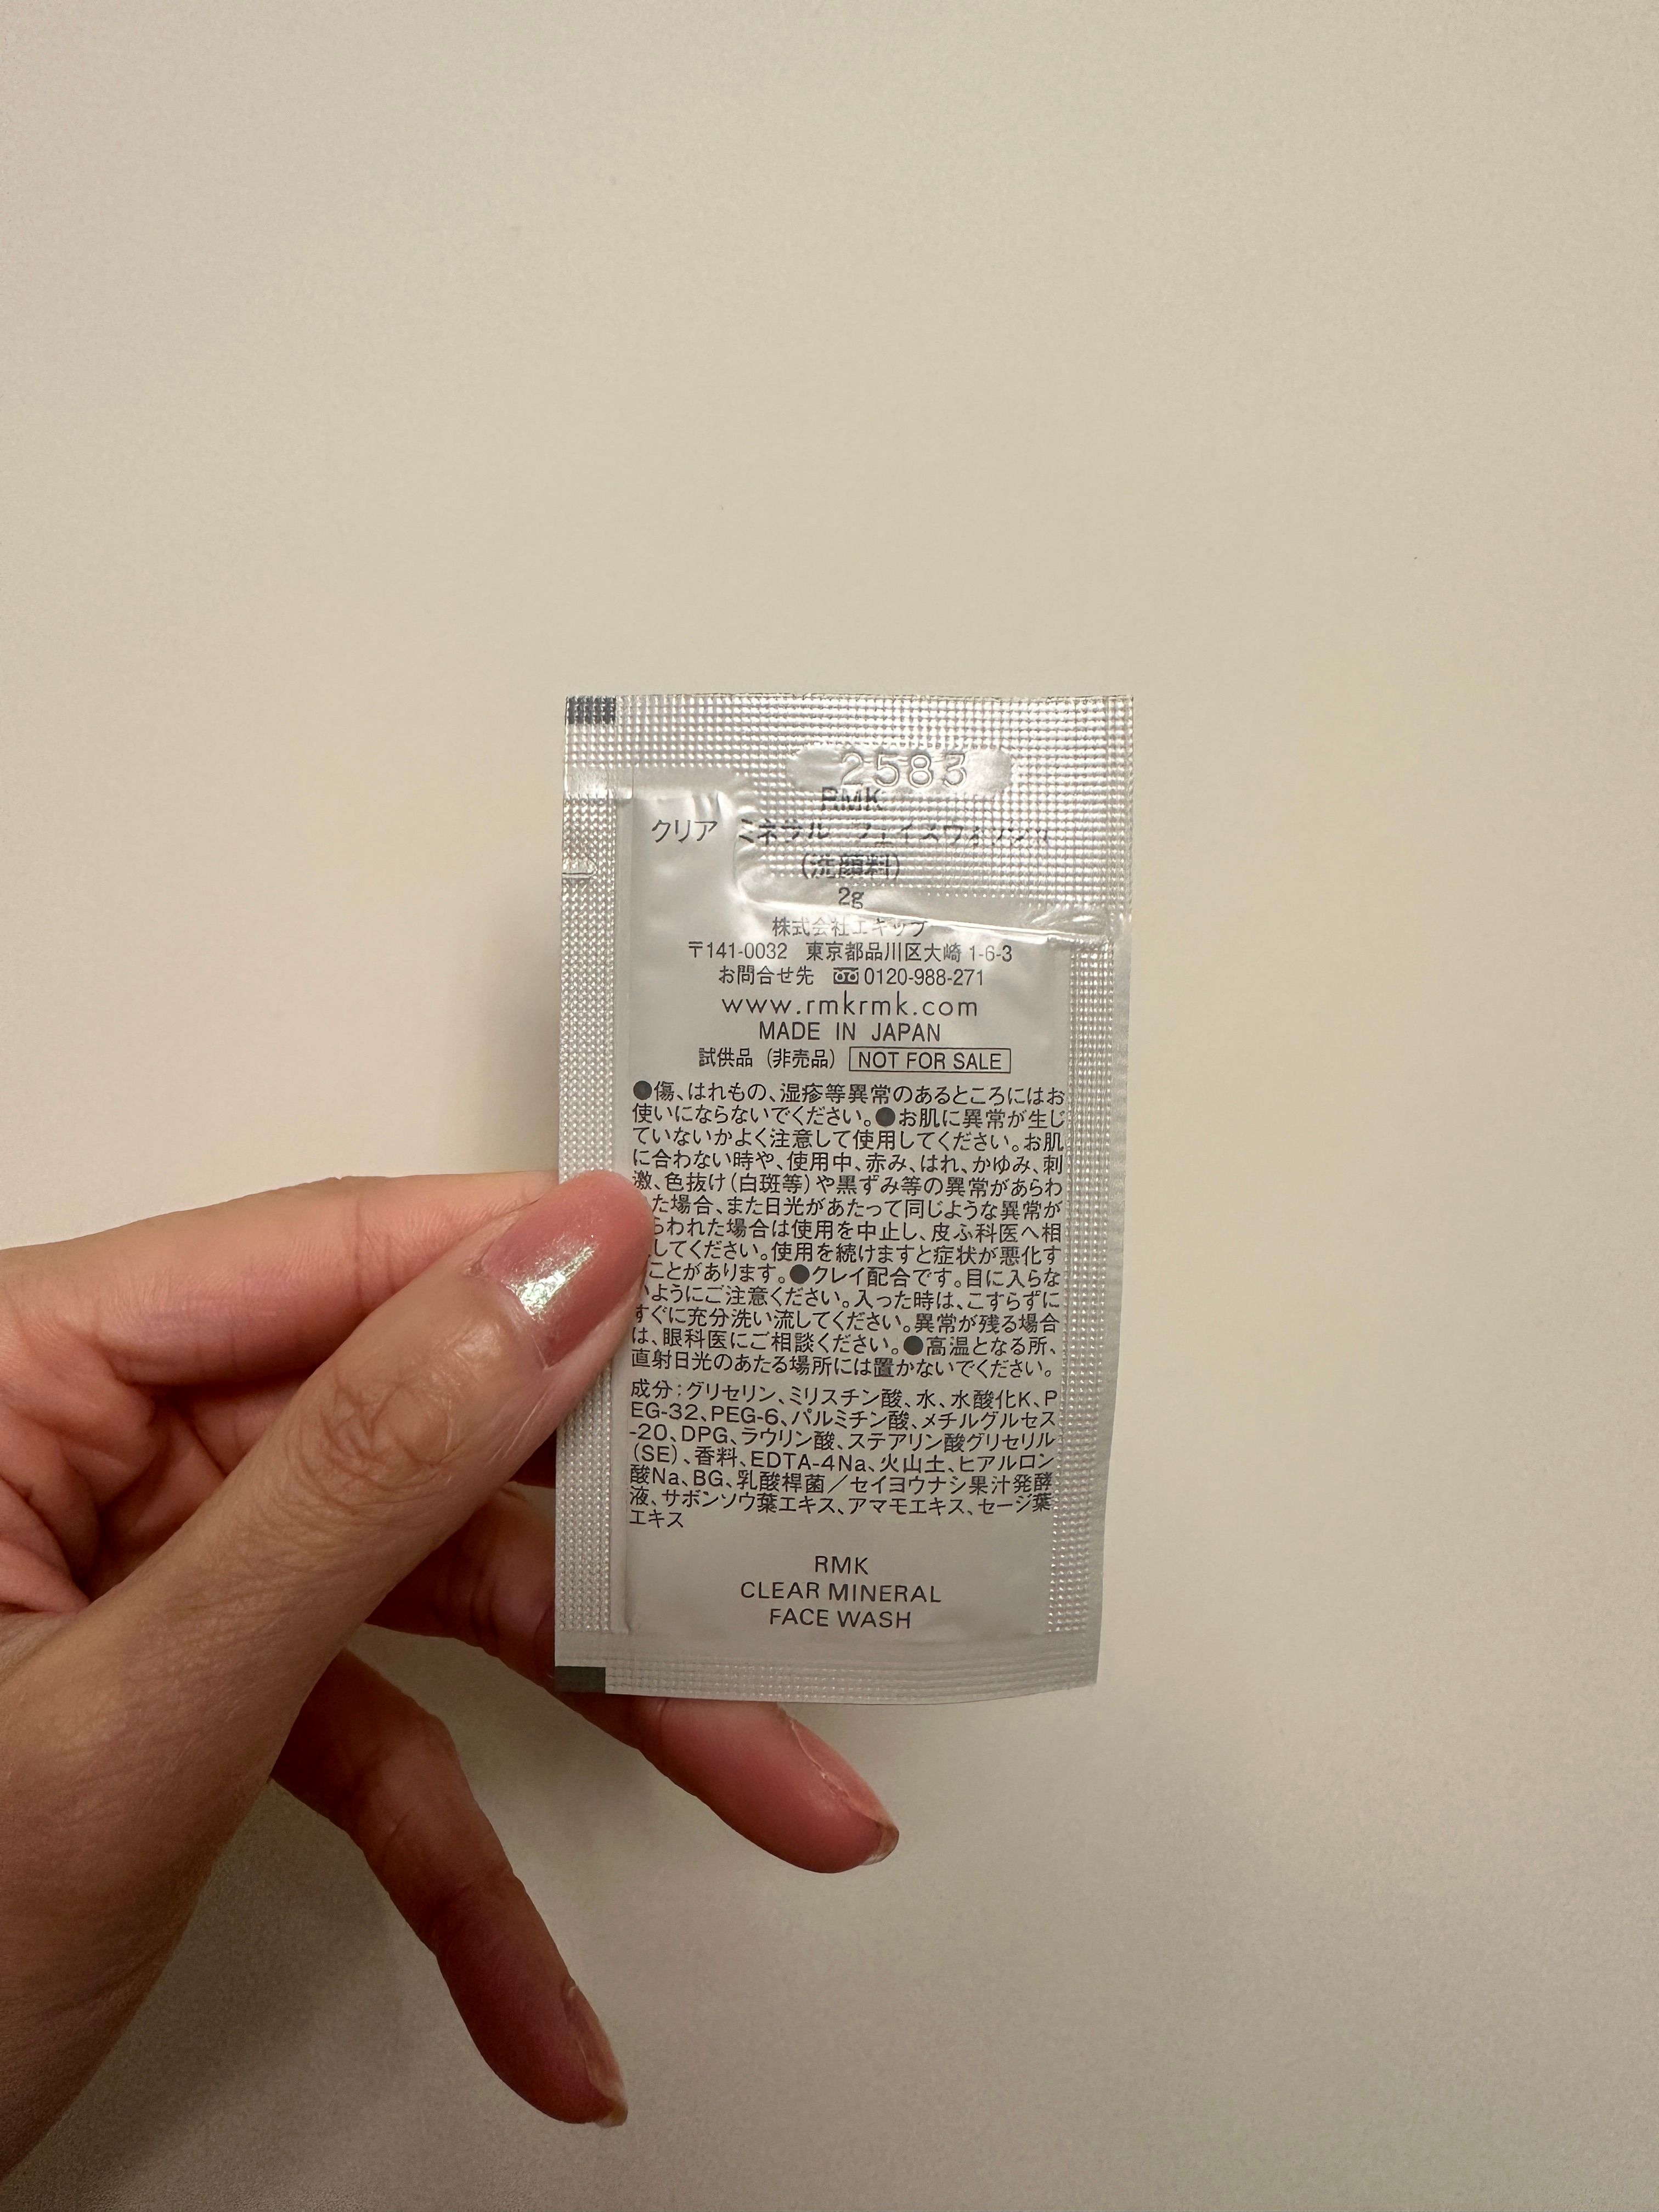 2583
RMK
クリア ミネラル フェイスウォッシュ
(洗顔料)
2g
株式会社エキップ
〒141-0032 東京都品川区大崎 1-6-3
お問合せ先 0120-988-271
www.rmkrmk.com
MADE IN JAPAN
試供品(非売品) NOT FOR SALE
●傷、はれもの、湿疹等異常のあるところにはお
使いにならないでください。●お肌に異常が生じ
ていないかよく注意して使用してください。お肌
に合わない時や、使用中、赤み、はれ、かゆみ、刺
激、色抜け(白斑等)や黒ずみ等の異常があらわ
た場合、また日光があたって同じような異常が
らわれた場合は使用を中止し、皮ふ科医へ相
してください。使用を続けますと症状が悪化す
ことがあります。●クレイ配合です。目に入らな
いようにご注意ください。入った時は、こすらずに
すぐに充分洗い流してください。異常が残る場合
は、眼科医にご相談ください。●高温となる所、
直射日光のあたる場所には置かないでください。
成分:グリセリン、ミリスチン酸、水、水酸化K、P
EG-32、PEG-6、パルミチン酸、メチルグルセス
-20、DPG、ラウリン酸、ステアリン酸グリセリル
(SE)、香料、EDTA-4Na、火山土、ヒアルロン
酸Na、BG、乳酸桿菌/セイヨウナシ果汁発酵
液、サボンソウ葉エキス、アマモエキス、セージ葉
エキス
RMK
CLEAR MINERAL
FACE WASH